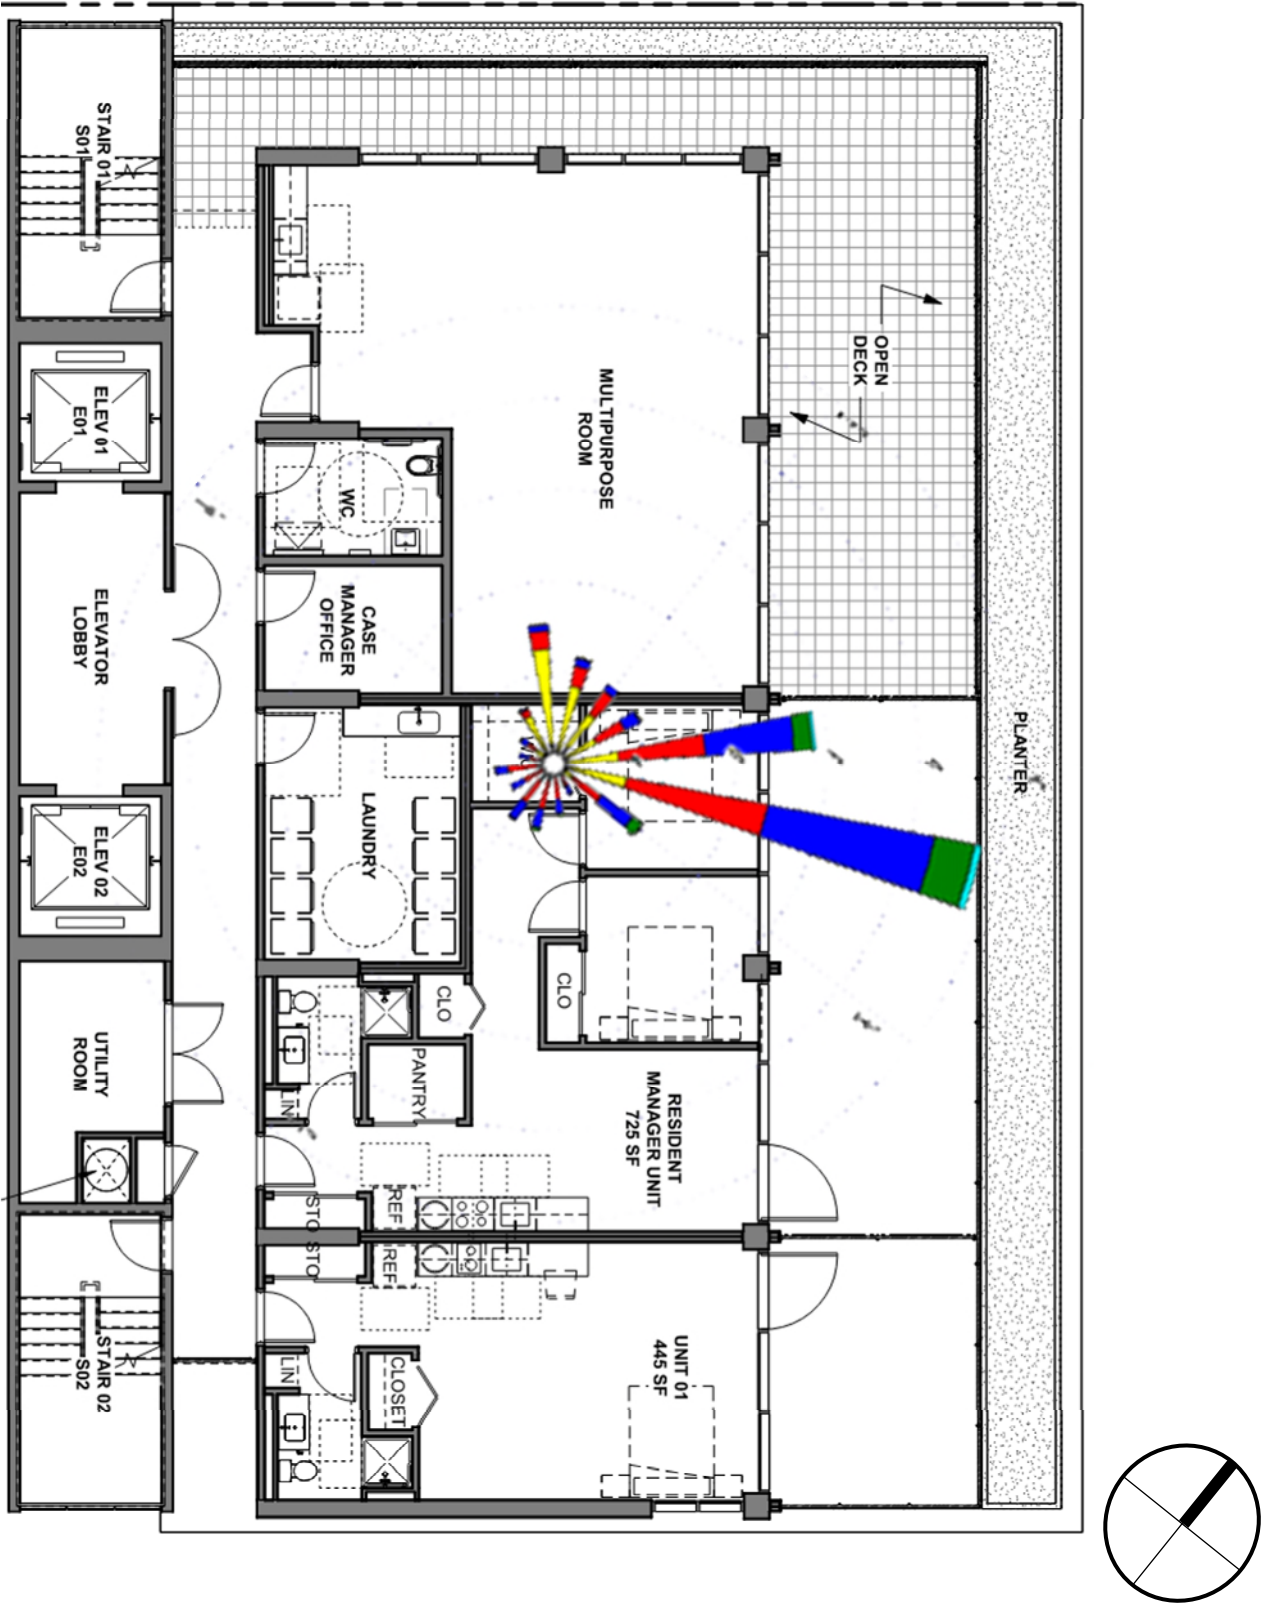 STAIR 01
S01
ELEV 01
E01
ELEVATOR
LOBBY
ELEV 02
E02
UTILITY
ROOM
STAIR 02
S02
MULTIPURPOSE
ROOM
OPEN
DECK
WC
CASE
MANAGER
OFFICE
LAUNDRY
PLANTER
CLO
CLO
PANTRY
LIN
RESIDENT
MANAGER UNIT
725 SF
STO
REF
STO
REF
UNIT 01
445 SF
LIN
CLOSET